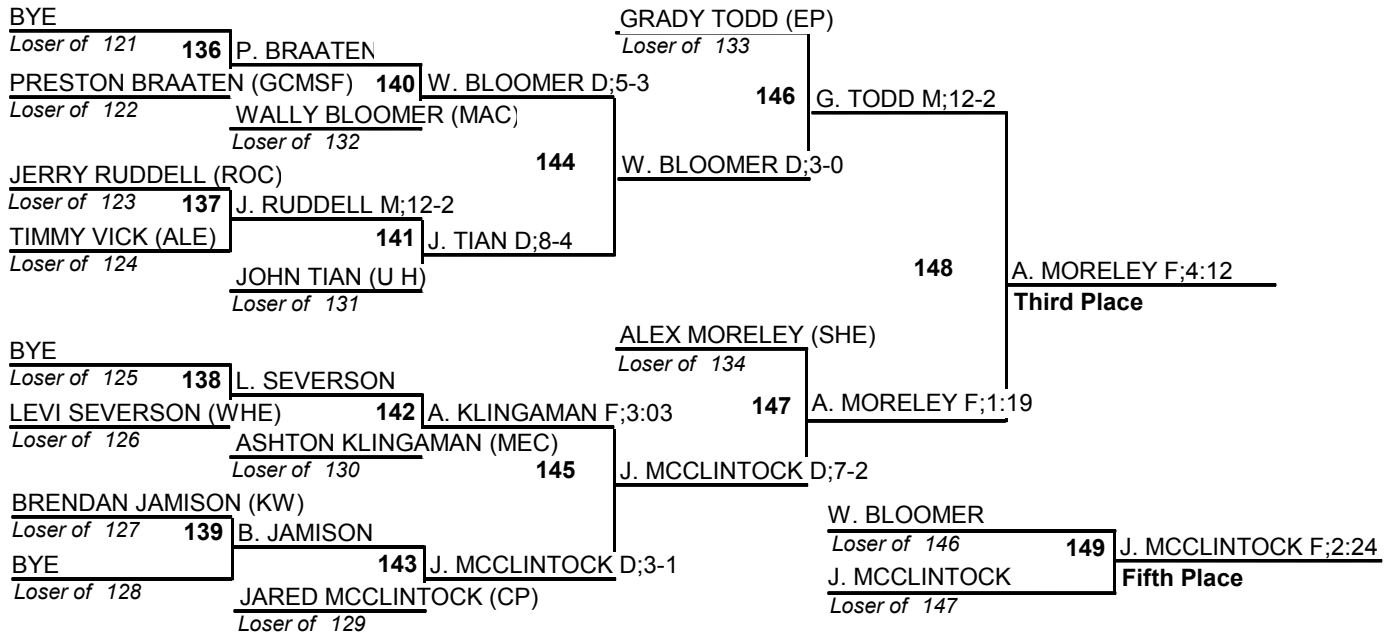 BYE
Loser of 121
136
P. BRAATEN
PRESTON BRAATEN (GCMSF)
Loser of 122
140
W. BLOOMER D;5-3
WALLY BLOOMER (MAC)
Loser of 132
GRADY TODD (EP)
Loser of 133
146
G. TODD M;12-2
144
W. BLOOMER D;3-0
JERRY RUDDELL (ROC)
Loser of 123
137
J. RUDDELL M;12-2
TIMMY VICK (ALE)
Loser of 124
141
J. TIAN D;8-4
JOHN TIAN (U H)
Loser of 131
148
A. MORELEY F;4:12
Third Place
BYE
Loser of 125
138
L. SEVERSON
LEVI SEVERSON (WHE)
Loser of 126
142
A. KLINGAMAN F;3:03
ASHTON KLINGAMAN (MEC)
Loser of 130
ALEX MORELEY (SHE)
Loser of 134
147
A. MORELEY F;1:19
145
J. MCCLINTOCK D;7-2
BRENDAN JAMISON (KW)
Loser of 127
139
B. JAMISON
BYE
Loser of 128
143
J. MCCLINTOCK D;3-1
JARED MCCLINTOCK (CP)
Loser of 129
W. BLOOMER
Loser of 146
149
J. MCCLINTOCK F;2:24
J. MCCLINTOCK
Fifth Place
Loser of 147